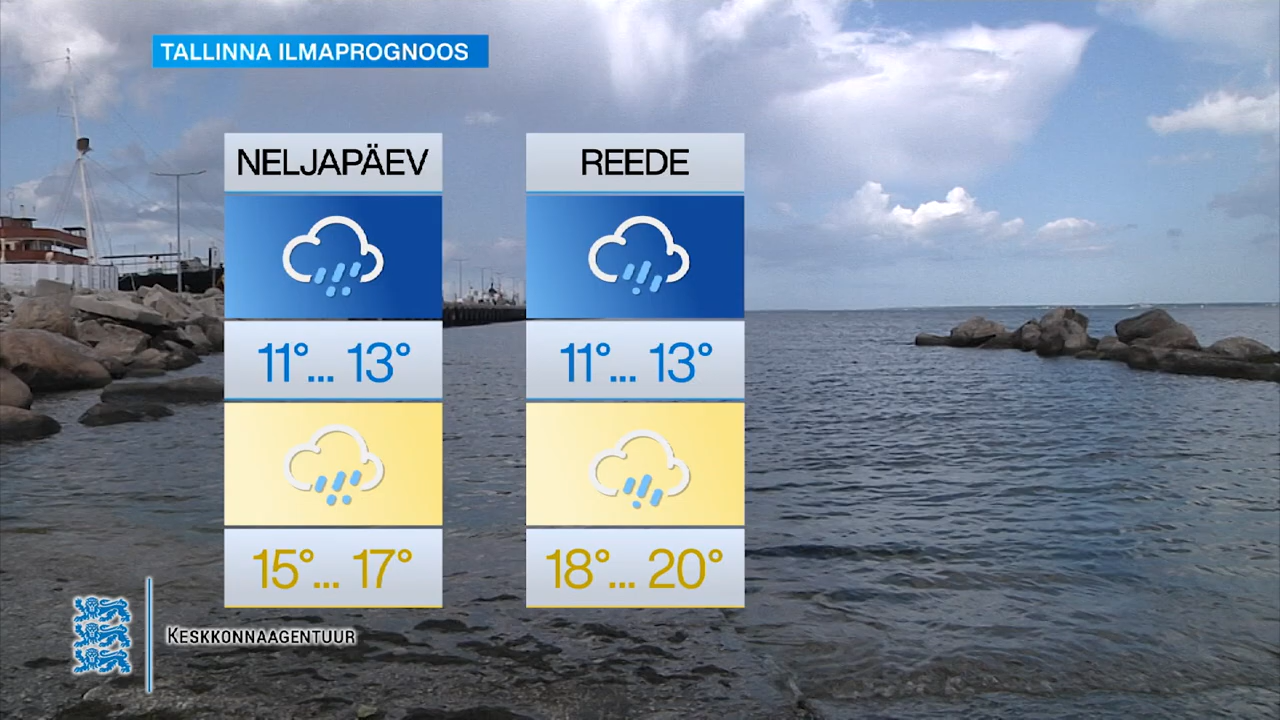 TALLINNA ILMAPROGNOOS
NELJAPÄEV
11°... 13°
15°... 17°
REEDE
11°... 13°
18°... 20°
KESKKONNAAGENTUUR